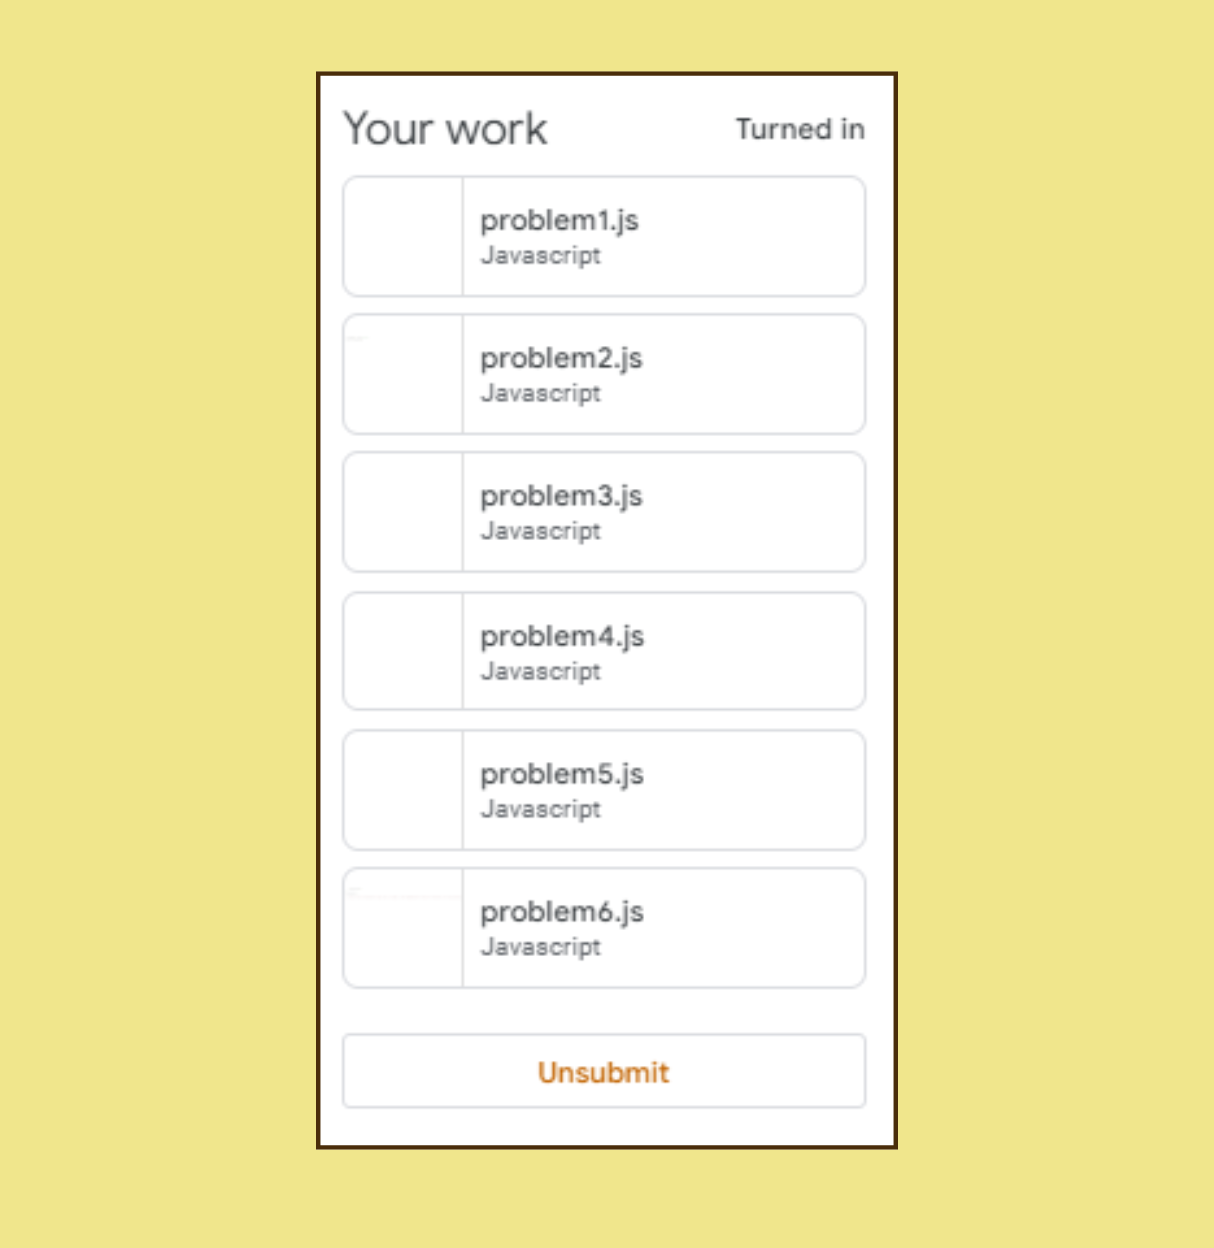 Your work
Turned in
problem1.js
Javascript
problem2.js
Javascript
problem3.js
Javascript
problem4.js
Javascript
problem5.js
Javascript
problem6.js
Javascript
Unsubmit